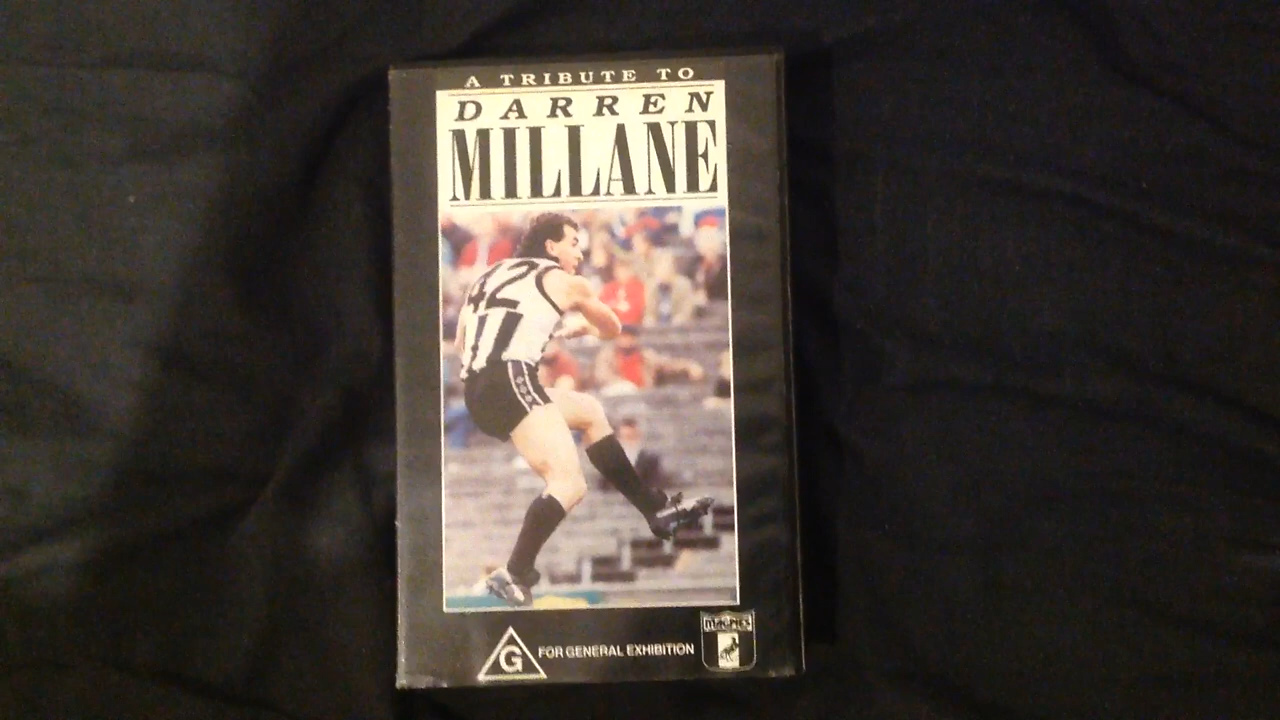 A TRIBUTE TO
DARREN
MILLANE
42
G FOR GENERAL EXHIBITION
MAGPIES